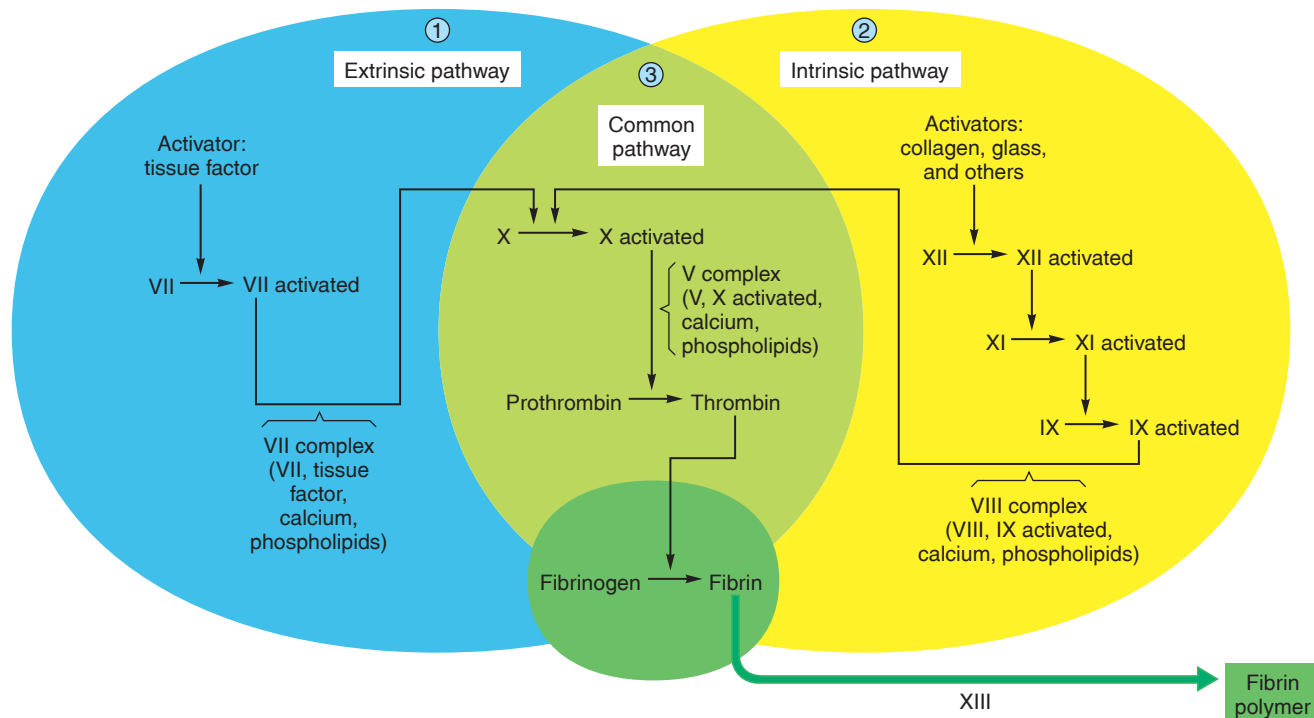 1
Extrinsic pathway
2
Intrinsic pathway
3
Common
pathway
Activator:
tissue factor
VII
VII activated
VII complex
(VII, tissue
factor,
calcium,
phospholipids)
X
X activated
V complex
(V, X activated,
calcium,
phospholipids)
Prothrombin
Thrombin
Fibrinogen
Fibrin
Activators:
collagen, glass,
and others
XII
XII activated
XI
XI activated
IX
IX activated
VIII complex
(VIII, IX activated,
calcium, phospholipids)
XIII
Fibrin
polymer